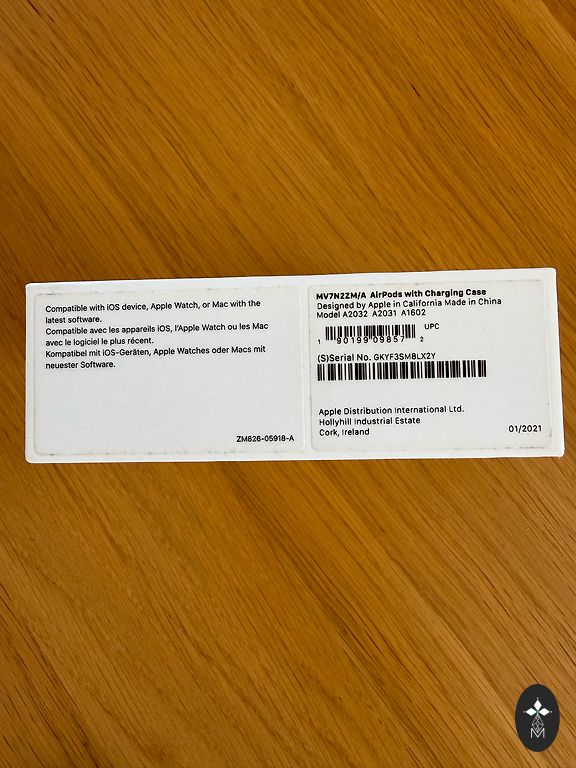 Compatible with iOS device, Apple Watch, or Mac with the
latest software.
Compatible avec les appareils iOS, l'Apple Watch ou les Mac
avec le logiciel le plus récent.
Kompatibel mit iOS-Geräten, Apple Watches oder Macs mit
neuester Software.
ZM626-05918-A
MV7N2ZM/A AirPods with Charging Case
Designed by Apple in California Made in China
Model A2032 A2031 A1602
UPC
1 90199 09857 2
(S)Serial No. GKYF3SM8LX2Y
Apple Distribution International Ltd.
Hollyhill Industrial Estate
Cork, Ireland
01/2021
M